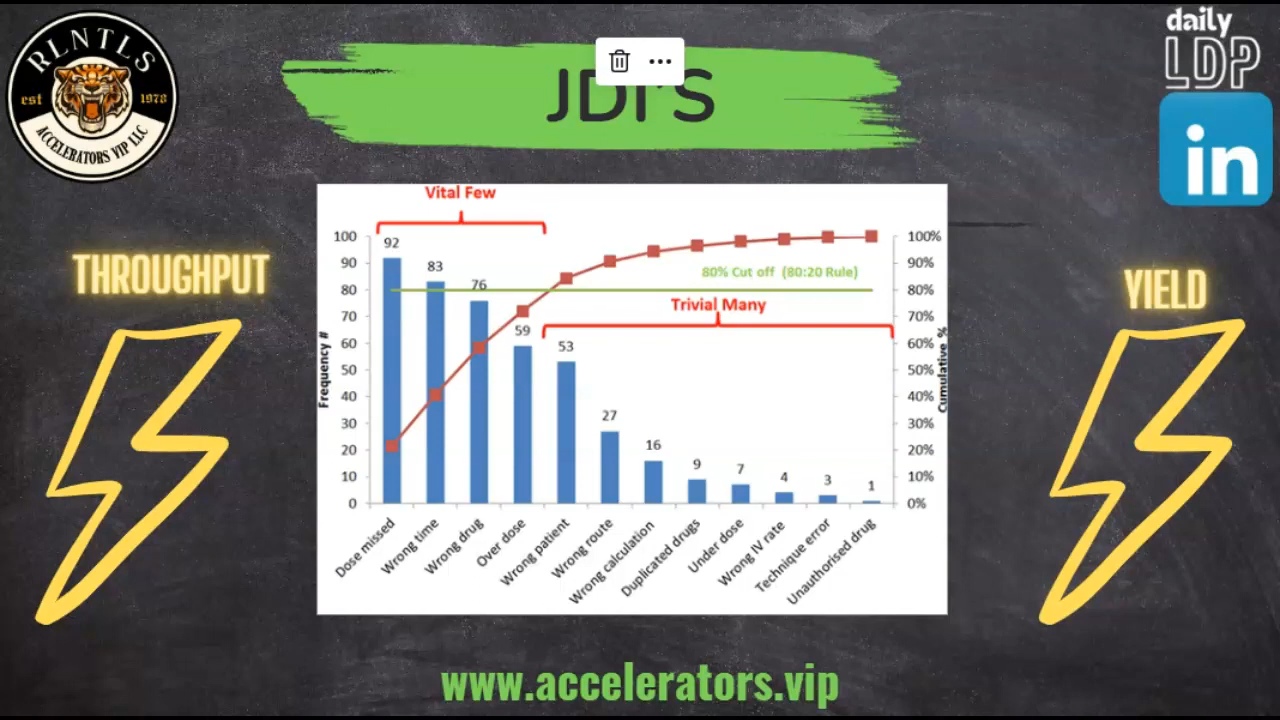 RLNTLS
est 1978
ACCELERATORS VIP LLC
JDI'S
daily
LDP
in
THROUGHPUT
YIELD
Vital Few
100
90
80
70
60
50
40
30
20
10
0
Frequency #
92
83
76
59
53
27
16
9
7
4
3
1
80% Cut off (80:20 Rule)
Trivial Many
100%
90%
80%
70%
60%
50%
40%
30%
20%
10%
0%
Cumulative %
Dose missed
Wrong time
Wrong drug
Over dose
Wrong patient
Wrong route
Wrong calculation
Duplicated drugs
Under dose
Wrong IV rate
Technique error
Unauthorised drug
www.accelerators.vip